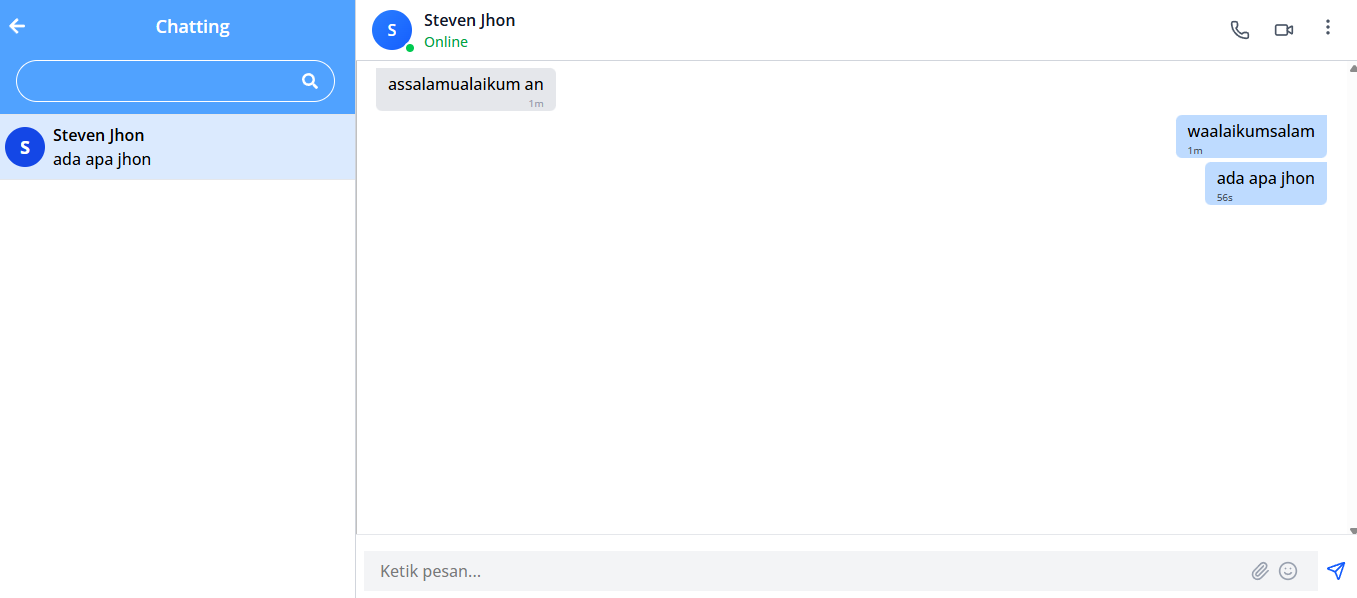 Chatting
S
Steven Jhon
ada apa jhon
S
Steven Jhon
Online
assalamualaikum an
1m
waalaikumsalam
1m
ada apa jhon
56s
Ketik pesan...